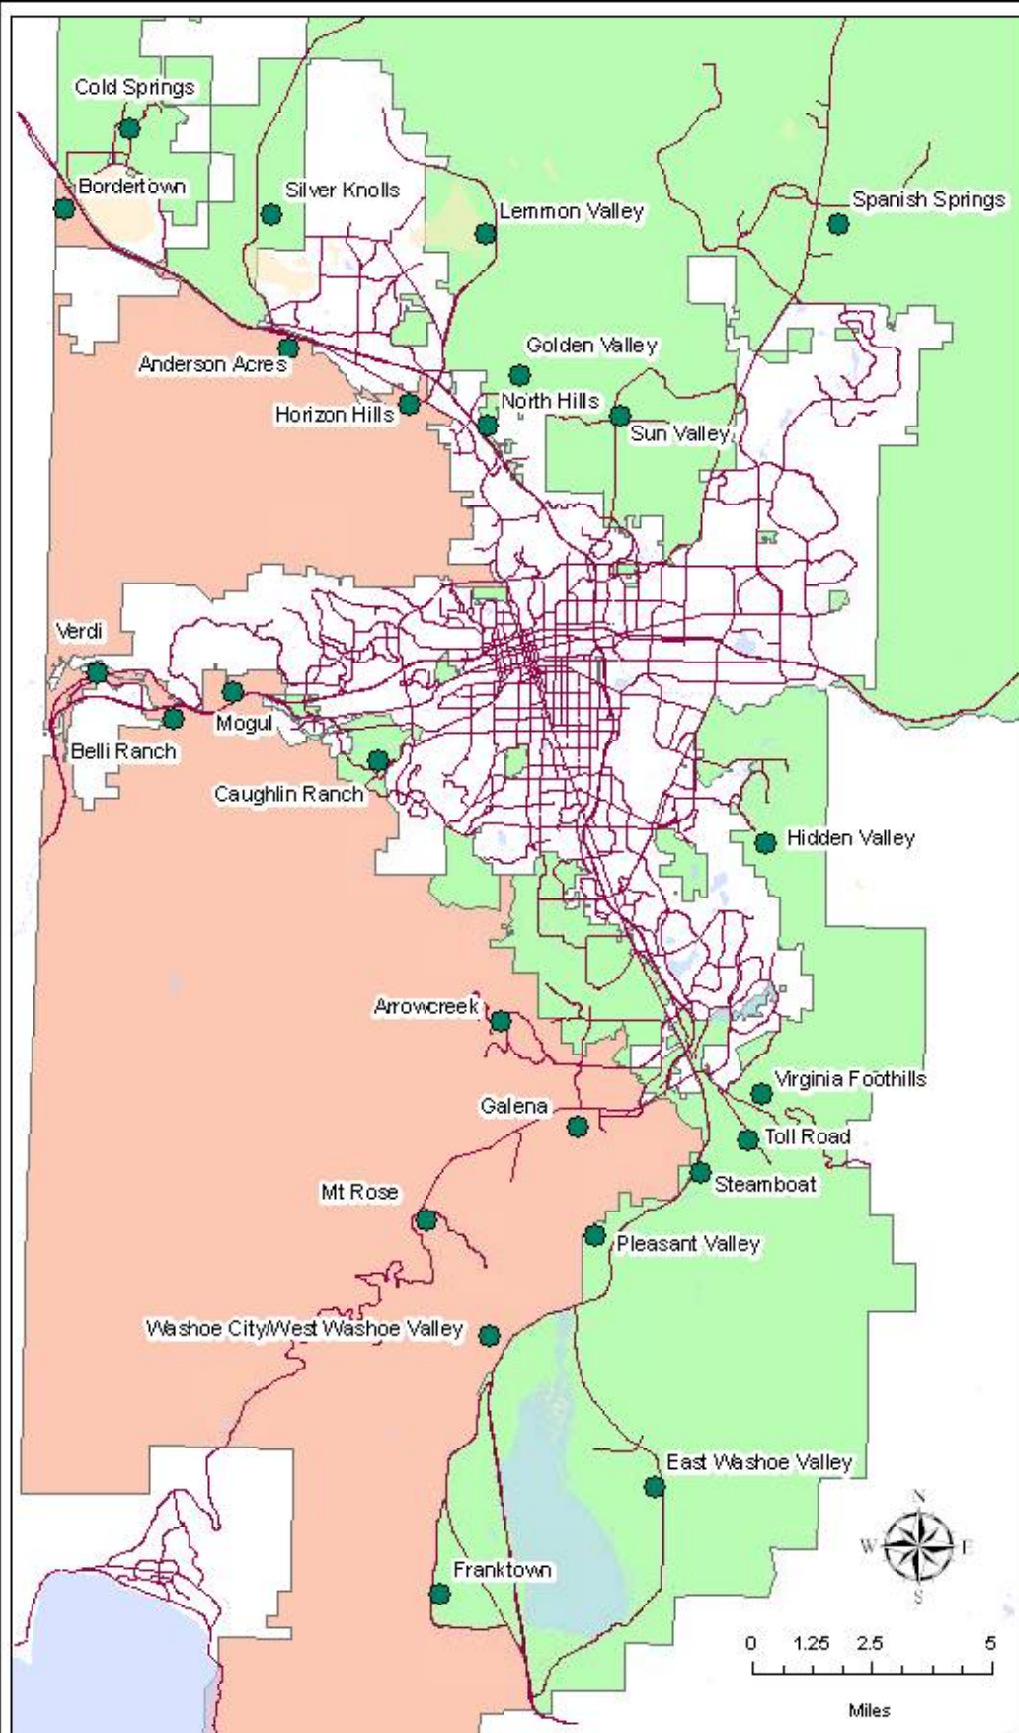 Cold Springs
Bordertown
Silver Knolls
Lemmon Valley
Spanish Springs
Anderson Acres
Golden Valley
Horizon Hills
North Hills
Sun Valley
Verdi
Mogul
Belli Ranch
Caughlin Ranch
Hidden Valley
Arrowcreek
Virginia Foothills
Galena
Toll Road
Steamboat
Mt Rose
Pleasant Valley
Washoe City/West Washoe Valley
East Washoe Valley
N
W E
S
Franktown
0 1.25 2.5 5
Miles